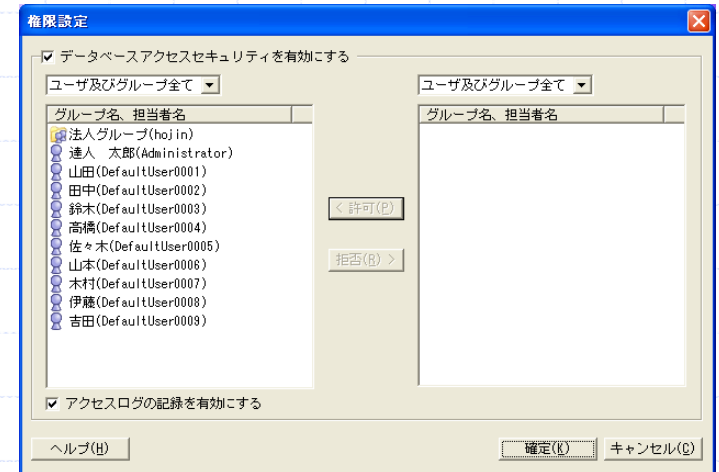 権限設定
データベースアクセスセキュリティを有効にする
ユーザ及びグループ全て
ユーザ及びグループ全て
グループ名、担当者名
グループ名、担当者名
法人グループ(hojin)
達人 太郎(Administrator)
山田(DefaultUser0001)
田中(DefaultUser0002)
鈴木(DefaultUser0003)
高橋(DefaultUser0004)
佐々木(DefaultUser0005)
山本(DefaultUser0006)
木村(DefaultUser0007)
伊藤(DefaultUser0008)
吉田(DefaultUser0009)
< 許可(P)
拒否(R) >
アクセスログの記録を有効にする
ヘルプ(H)
確定(K)
キャンセル(C)